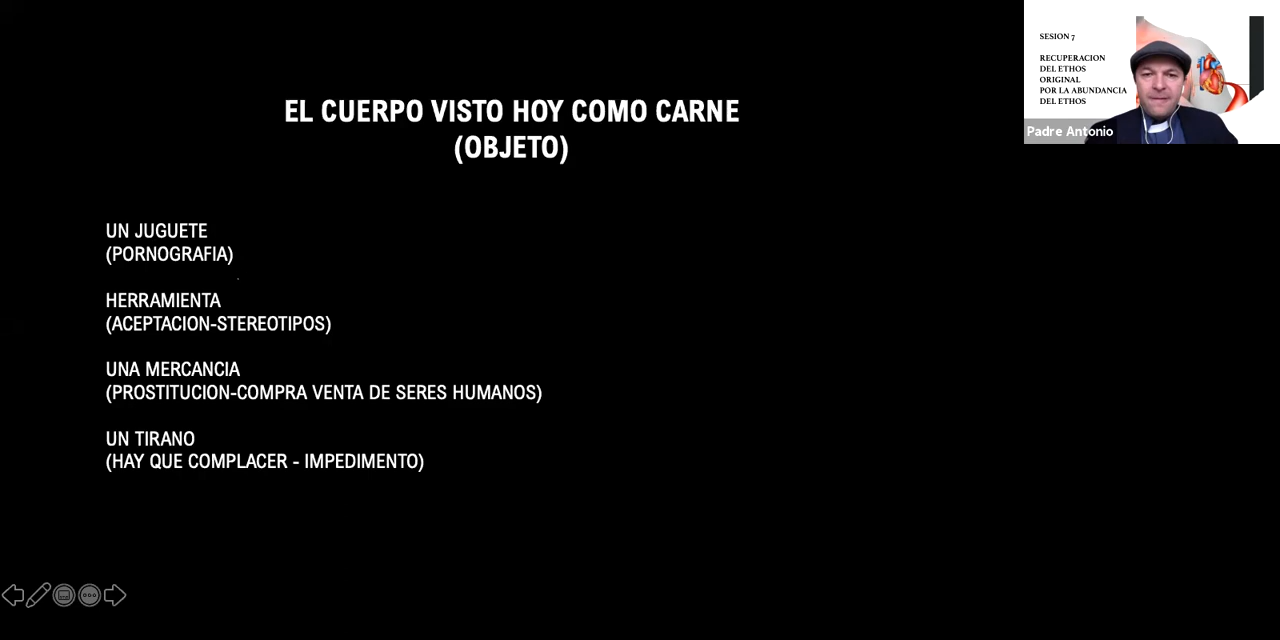 EL CUERPO VISTO HOY COMO CARNE
(OBJETO)
UN JUGUETE
(PORNOGRAFIA)
HERRAMIENTA
(ACEPTACION-STEREOTIPOS)
UNA MERCANCIA
(PROSTITUCION-COMPRA VENTA DE SERES HUMANOS)
UN TIRANO
(HAY QUE COMPLACER - IMPEDIMENTO)
SESION 7
RECUPERACION
DEL ETHOS
ORIGINAL
POR LA ABUNDANCIA
DEL ETHOS
Padre Antonio